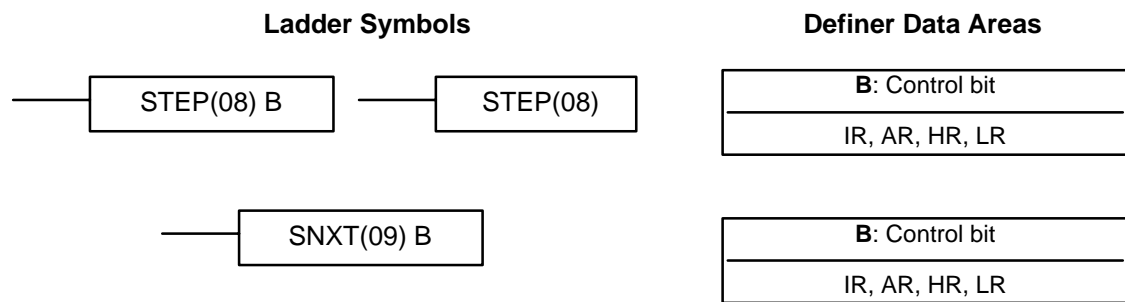 Ladder Symbols
Definer Data Areas
STEP(08) B
STEP(08)
B: Control bit
IR, AR, HR, LR
SNXT(09) B
B: Control bit
IR, AR, HR, LR